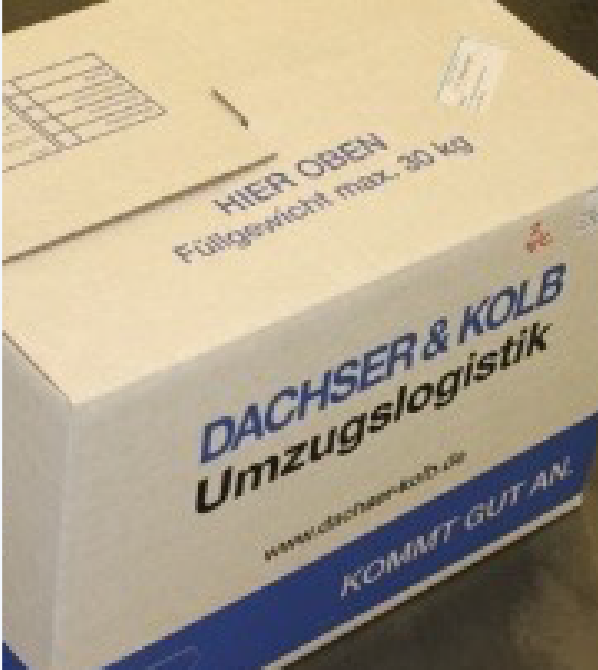 HIER OBEN
Füllgewicht max. 30 kg
DACHSER & KOLB
Umzugslogistik
www.dachser-kolb.de
KOMMT GUT AN.